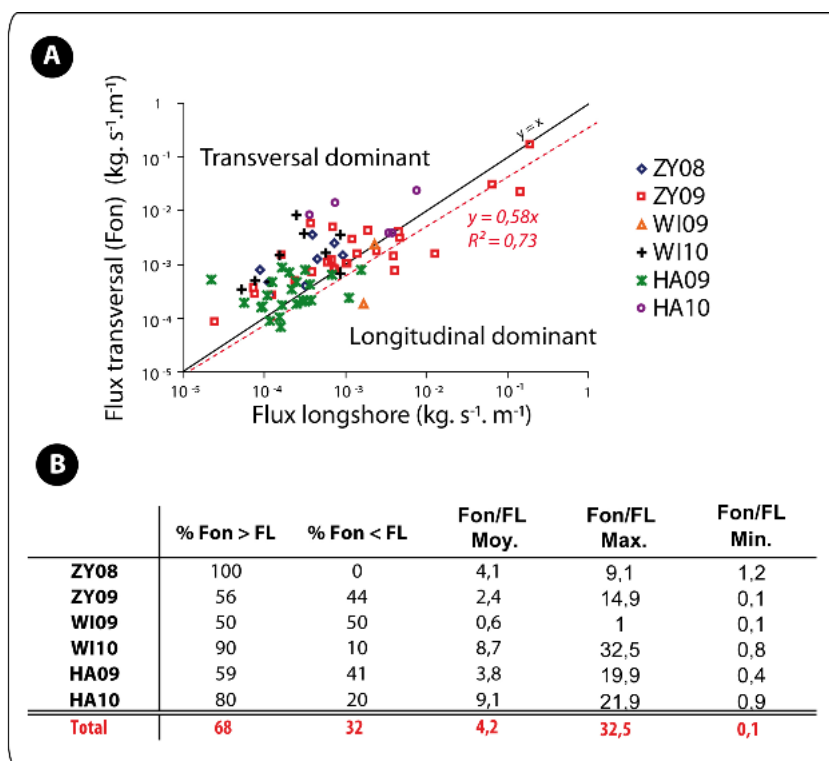 A
Flux transversal (Fon) (kg. s⁻¹.m⁻¹)
1
10⁻¹
10⁻²
10⁻³
10⁻⁴
10⁻⁵
Transversal dominant
y = x
y = 0,58x
R² = 0,73
Longitudinal dominant
10⁻⁵ 10⁻⁴ 10⁻³ 10⁻² 10⁻¹ 1
Flux longshore (kg. s⁻¹. m⁻¹)
ZY08
ZY09
WI09
WI10
HA09
HA10
B
% Fon > FL % Fon < FL Fon/FL Moy. Fon/FL Max. Fon/FL Min.
ZY08 100 0 4,1 9,1 1,2
ZY09 56 44 2,4 14,9 0,1
WI09 50 50 0,6 1 0,1
WI10 90 10 8,7 32,5 0,8
HA09 59 41 3,8 19,9 0,4
HA10 80 20 9,1 21,9 0,9
Total 68 32 4,2 32,5 0,1